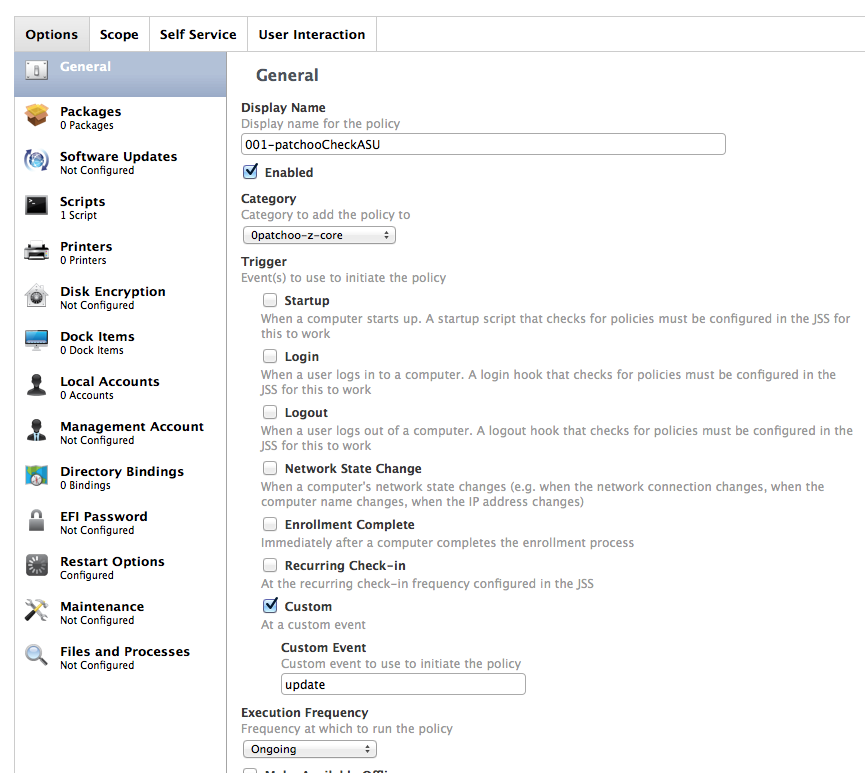 Options Scope Self Service User Interaction
General
Packages
0 Packages
Software Updates
Not Configured
Scripts
1 Script
Printers
0 Printers
Disk Encryption
Not Configured
Dock Items
0 Dock Items
Local Accounts
0 Accounts
Management Account
Not Configured
Directory Bindings
0 Bindings
EFI Password
Not Configured
Restart Options
Configured
Maintenance
Not Configured
Files and Processes
Not Configured
General
Display Name
Display name for the policy
001-patchooCheckASU
Enabled
Category
Category to add the policy to
0patchoo-z-core
Trigger
Event(s) to use to initiate the policy
Startup
When a computer starts up. A startup script that checks for policies must be configured in the JSS for
this to work
Login
When a user logs in to a computer. A login hook that checks for policies must be configured in the
JSS for this to work
Logout
When a user logs out of a computer. A logout hook that checks for policies must be configured in the
JSS for this to work
Network State Change
When a computer's network state changes (e.g. when the network connection changes, when the
computer name changes, when the IP address changes)
Enrollment Complete
Immediately after a computer completes the enrollment process
Recurring Check-in
At the recurring check-in frequency configured in the JSS
Custom
At a custom event
Custom Event
Custom event to use to initiate the policy
update
Execution Frequency
Frequency at which to run the policy
Ongoing